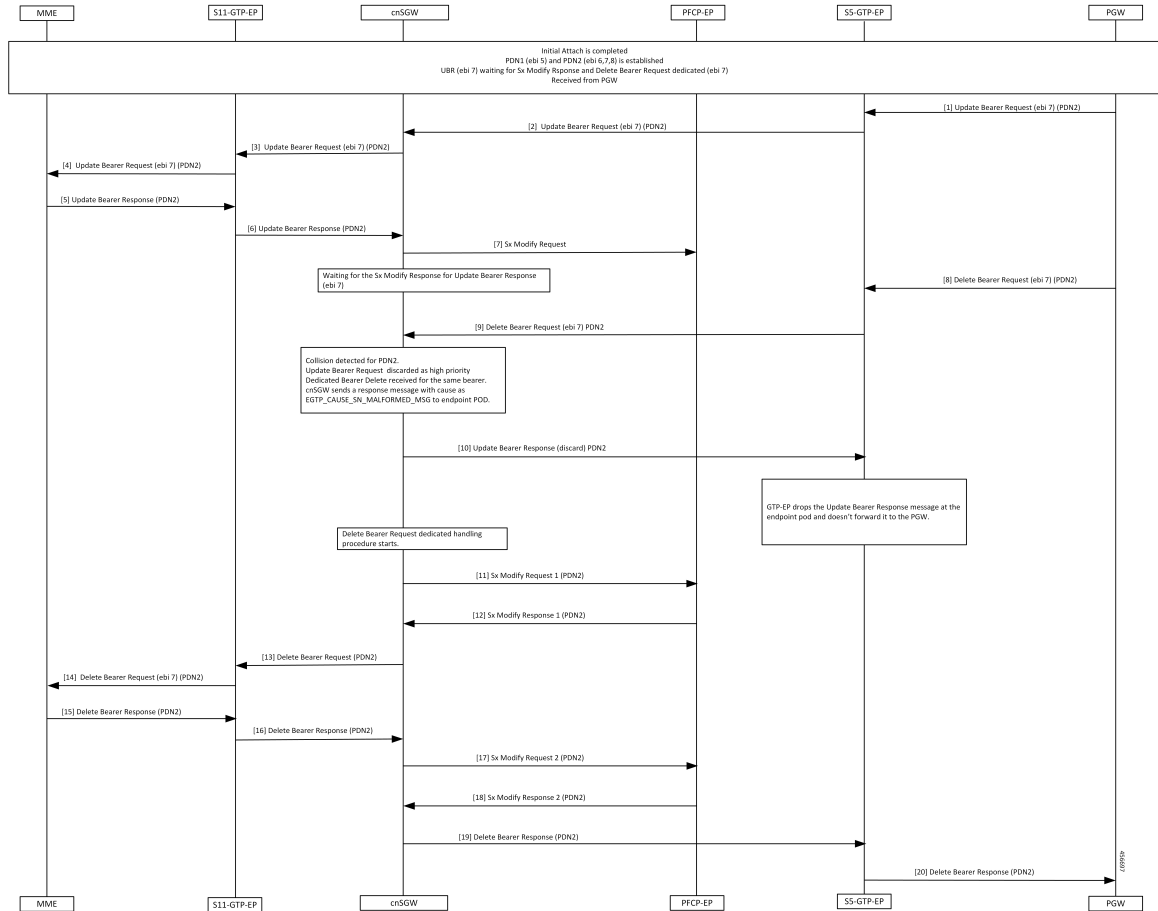 MME
S11-GTP-EP
cnSGW
PFCP-EP
S5-GTP-EP
PGW
Initial Attach is completed
PDN1 (ebi 5) and PDN2 (ebi 6,7,8) is established
UBR (ebi 7) waiting for Sx Modify Rsponse and Delete Bearer Request dedicated (ebi 7)
Received from PGW
[1] Update Bearer Request (ebi 7) (PDN2)
[2] Update Bearer Request (ebi 7) (PDN2)
[3] Update Bearer Request (ebi 7) (PDN2)
[4] Update Bearer Request (ebi 7) (PDN2)
[5] Update Bearer Response (PDN2)
[6] Update Bearer Response (PDN2)
[7] Sx Modify Request
Waiting for the Sx Modify Response for Update Bearer Response
(ebi 7)
[8] Delete Bearer Request (ebi 7) (PDN2)
[9] Delete Bearer Request (ebi 7) PDN2
Collision detected for PDN2.
Update Bearer Request discarded as high priority
Dedicated Bearer Delete received for the same bearer.
cnSGW sends a response message with cause as
EGTP_CAUSE_SN_MALFORMED_MSG to endpoint POD.
[10] Update Bearer Response (discard) PDN2
GTP-EP drops the Update Bearer Response message at the
endpoint pod and doesn't forward it to the PGW.
Delete Bearer Request dedicated handling
procedure starts.
[11] Sx Modify Request 1 (PDN2)
[12] Sx Modify Response 1 (PDN2)
[13] Delete Bearer Request (PDN2)
[14] Delete Bearer Request (ebi 7) (PDN2)
[15] Delete Bearer Response (PDN2)
[16] Delete Bearer Response (PDN2)
[17] Sx Modify Request 2 (PDN2)
[18] Sx Modify Response 2 (PDN2)
[19] Delete Bearer Response (PDN2)
[20] Delete Bearer Response (PDN2)
456697
MME
S11-GTP-EP
cnSGW
PFCP-EP
S5-GTP-EP
PGW